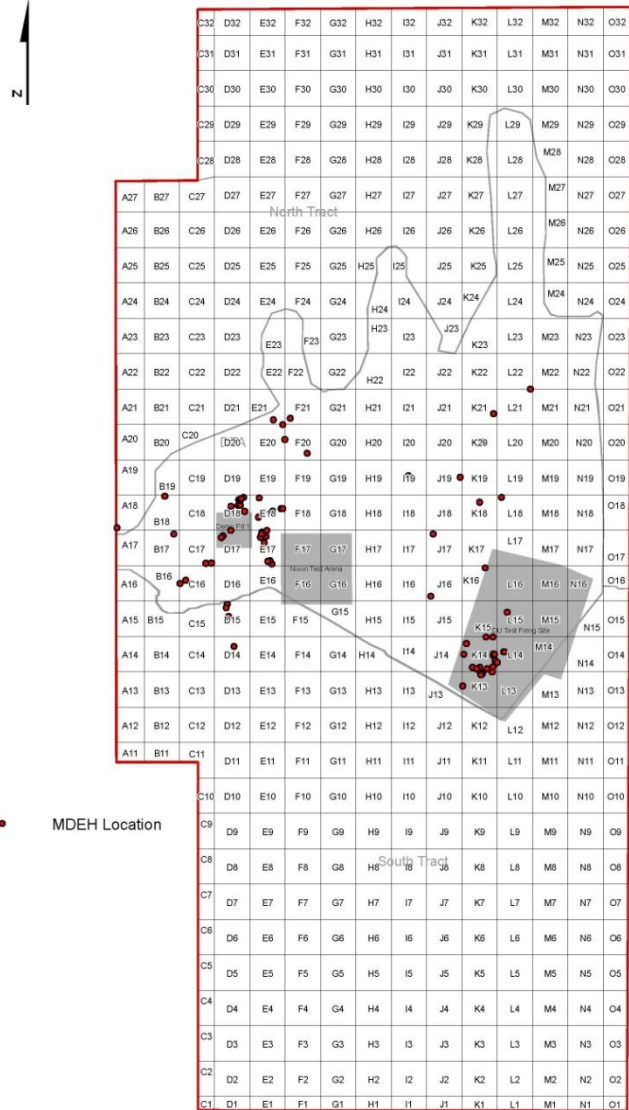 C32 D32 E32 F32 G32 H32 I32 J32 K32 L32 M32 N32 O32
C31 D31 E31 F31 G31 H31 I31 J31 K31 L31 M31 N31 O31
C30 D30 E30 F30 G30 H30 I30 J30 K30 L30 M30 N30 O30
N
C29 D29 E29 F29 G29 H29 I29 J29 K29 L29 M29 N29 O29
C28 D28 E28 F28 G28 H28 I28 J28 K28 L28 M28 N28 O28
A27 B27 C27 D27 E27 F27 G27 H27 I27 J27 K27 L27 M27 N27 O27
North Tract
A26 B26 C26 D26 E26 F26 G26 H26 I26 J26 K26 L26 M26 N26 O26
A25 B25 C25 D25 E25 F25 G25 H25 I25 J25 K25 L25 M25 N25 O25
A24 B24 C24 D24 E24 F24 G24 H24 I24 J24 K24 L24 M24 N24 O24
A23 B23 C23 D23 E23 F23 G23 H23 I23 J23 K23 L23 M23 N23 O23
A22 B22 C22 D22 E22 F22 G22 H22 I22 J22 K22 L22 M22 N22 O22
A21 B21 C21 D21 E21 F21 G21 H21 I21 J21 K21 L21 M21 N21 O21
A20 B20 C20 D20 E20 F20 G20 H20 I20 J20 K20 L20 M20 N20 O20
A19 B19 C19 D19 E19 F19 G19 H19 I19 J19 K19 L19 M19 N19 O19
A18 B18 C18 D18 E18 F18 G18 H18 I18 J18 K18 L18 M18 N18 O18
A17 B17 C17 D17 E17 F17 G17 H17 I17 J17 K17 L17 M17 N17 O17
Test Arena
A16 B16 C16 D16 E16 F16 G16 H16 I16 J16 K16 L16 M16 N16 O16
A15 B15 C15 D15 E15 F15 G15 H15 I15 J15 K15 L15 M15 N15 O15
DU Test Firing Site
A14 B14 C14 D14 E14 F14 G14 H14 I14 J14 K14 L14 M14 N14 O14
A13 B13 C13 D13 E13 F13 G13 H13 I13 J13 K13 L13 M13 N13 O13
A12 B12 C12 D12 E12 F12 G12 H12 I12 J12 K12 L12 M12 N12 O12
A11 B11 C11 D11 E11 F11 G11 H11 I11 J11 K11 L11 M11 N11 O11
C10 D10 E10 F10 G10 H10 I10 J10 K10 L10 M10 N10 O10
MDEH Location
C9 D9 E9 F9 G9 H9 I9 J9 K9 L9 M9 N9 O9
South Tract
C8 D8 E8 F8 G8 H8 I8 J8 K8 L8 M8 N8 O8
C7 D7 E7 F7 G7 H7 I7 J7 K7 L7 M7 N7 O7
C6 D6 E6 F6 G6 H6 I6 J6 K6 L6 M6 N6 O6
C5 D5 E5 F5 G5 H5 I5 J5 K5 L5 M5 N5 O5
C4 D4 E4 F4 G4 H4 I4 J4 K4 L4 M4 N4 O4
C3 D3 E3 F3 G3 H3 I3 J3 K3 L3 M3 N3 O3
C2 D2 E2 F2 G2 H2 I2 J2 K2 L2 M2 N2 O2
C1 D1 E1 F1 G1 H1 I1 J1 K1 L1 M1 N1 O1